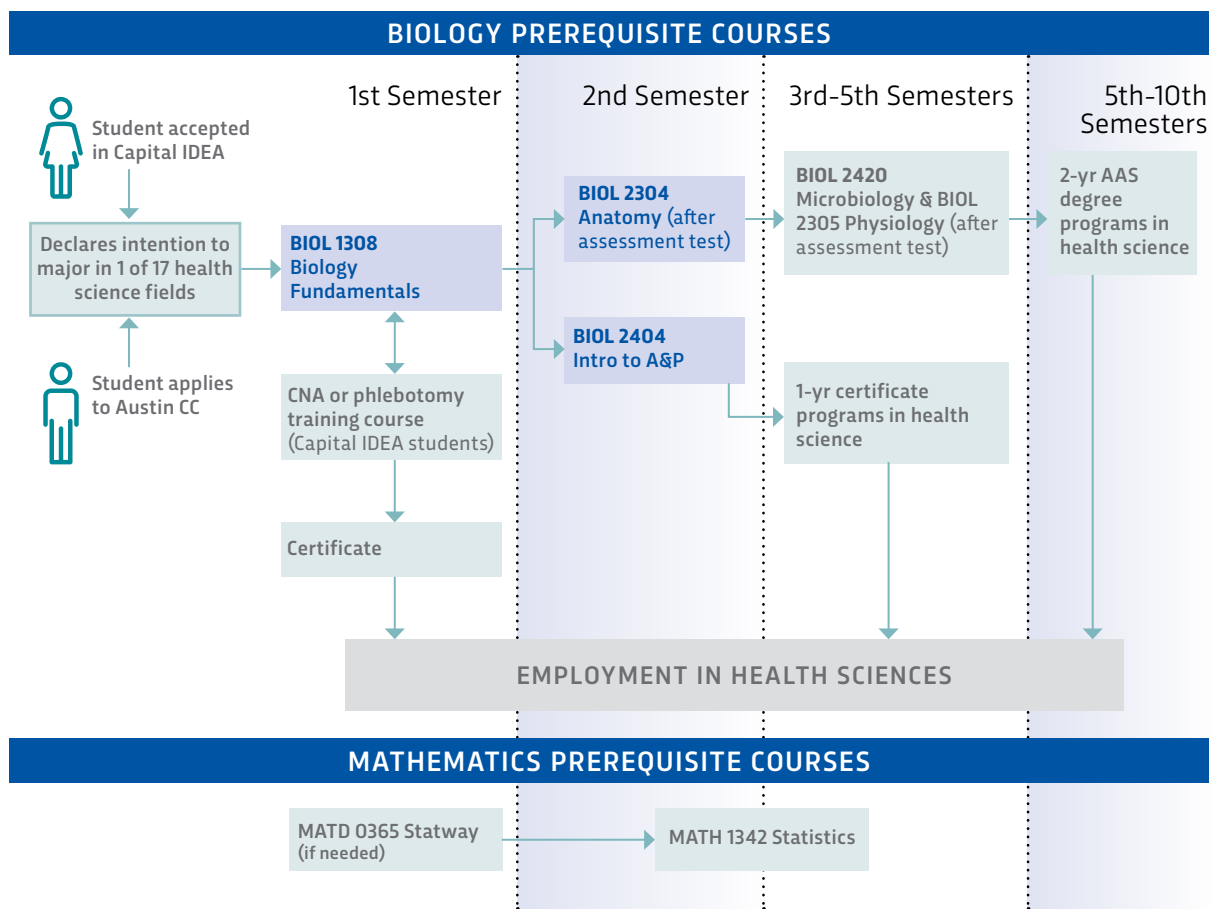 BIOLOGY PREREQUISITE COURSES
1st Semester
2nd Semester
3rd-5th Semesters
5th-10th
Semesters
Student accepted
in Capital IDEA
Declares intention to
major in 1 of 17 health
science fields
Student applies
to Austin CC
BIOL 1308
Biology
Fundamentals
CNA or phlebotomy
training course
(Capital IDEA students)
Certificate
BIOL 2304
Anatomy (after
assessment test)
BIOL 2404
Intro to A&P
BIOL 2420
Microbiology & BIOL
2305 Physiology (after
assessment test)
1-yr certificate
programs in health
science
2-yr AAS
degree
programs in
health science
EMPLOYMENT IN HEALTH SCIENCES
MATHEMATICS PREREQUISITE COURSES
MATD 0365 Statway
(if needed)
MATH 1342 Statistics